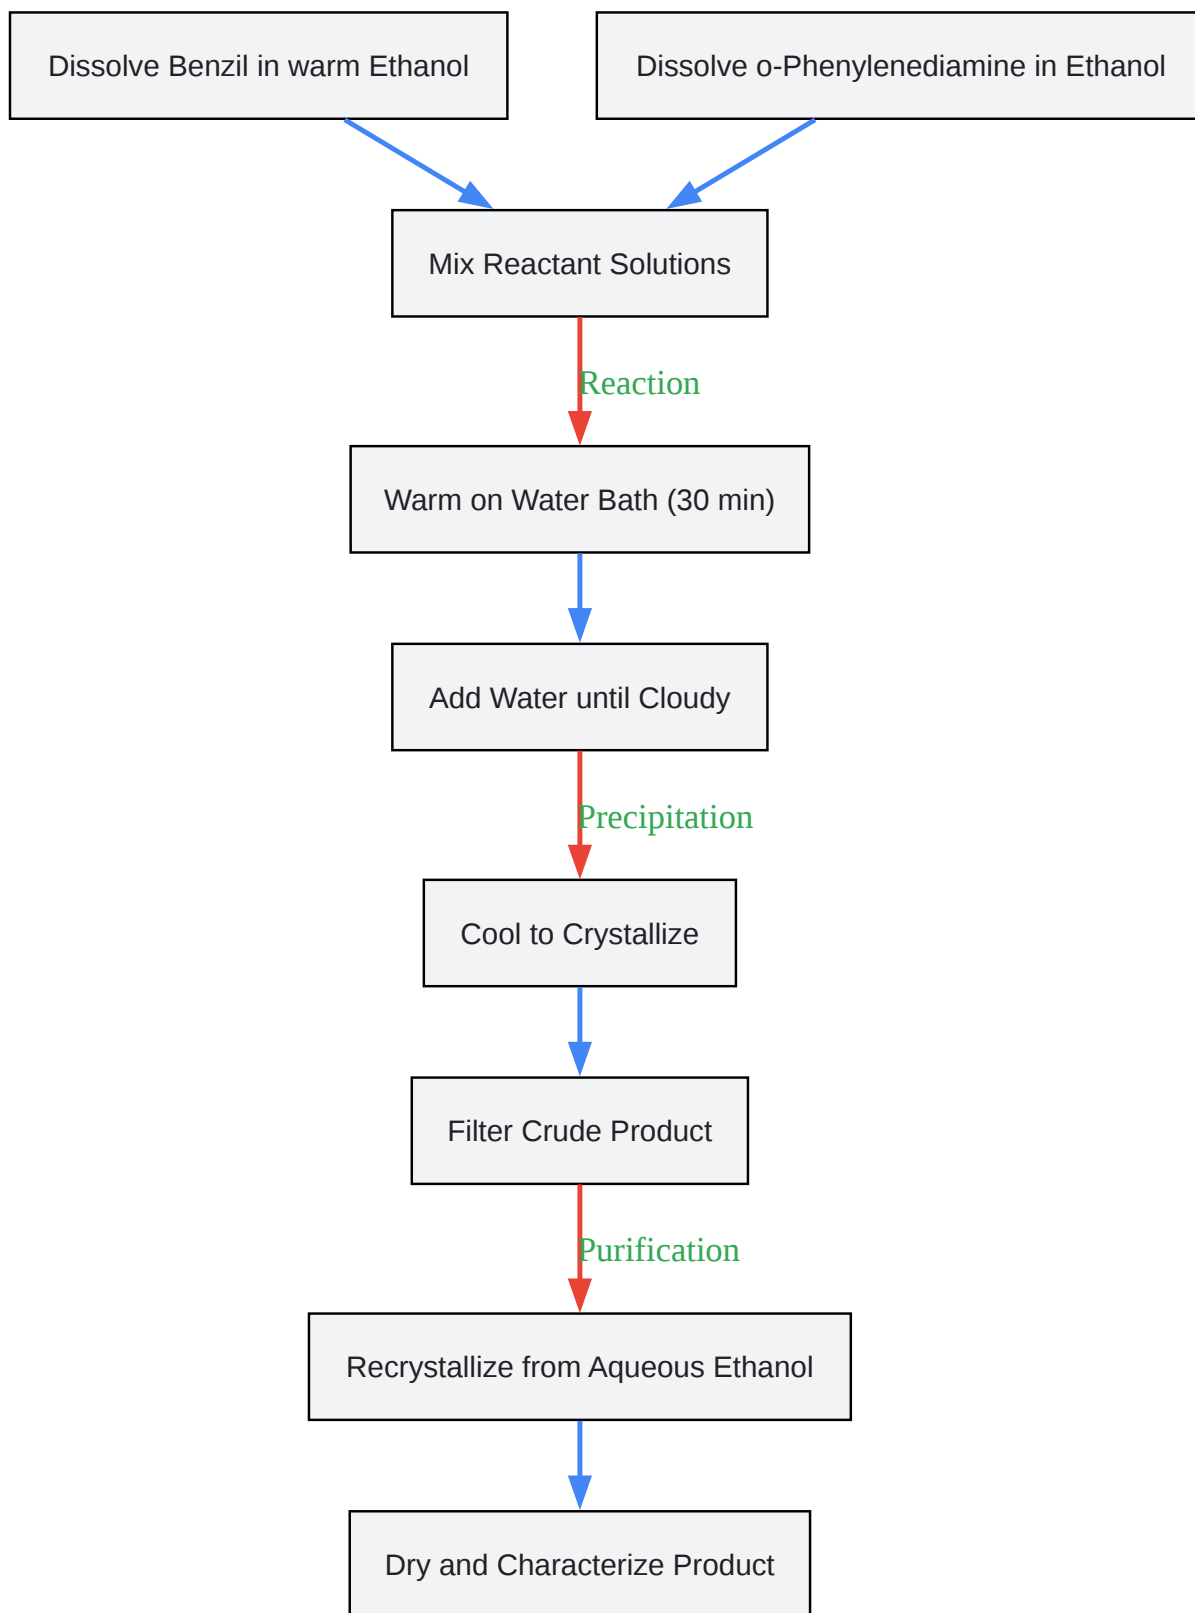 Dissolve Benzil in warm Ethanol
Dissolve o-Phenylenediamine in Ethanol
Mix Reactant Solutions
Reaction
Warm on Water Bath (30 min)
Add Water until Cloudy
Precipitation
Cool to Crystallize
Filter Crude Product
Purification
Recrystallize from Aqueous Ethanol
Dry and Characterize Product